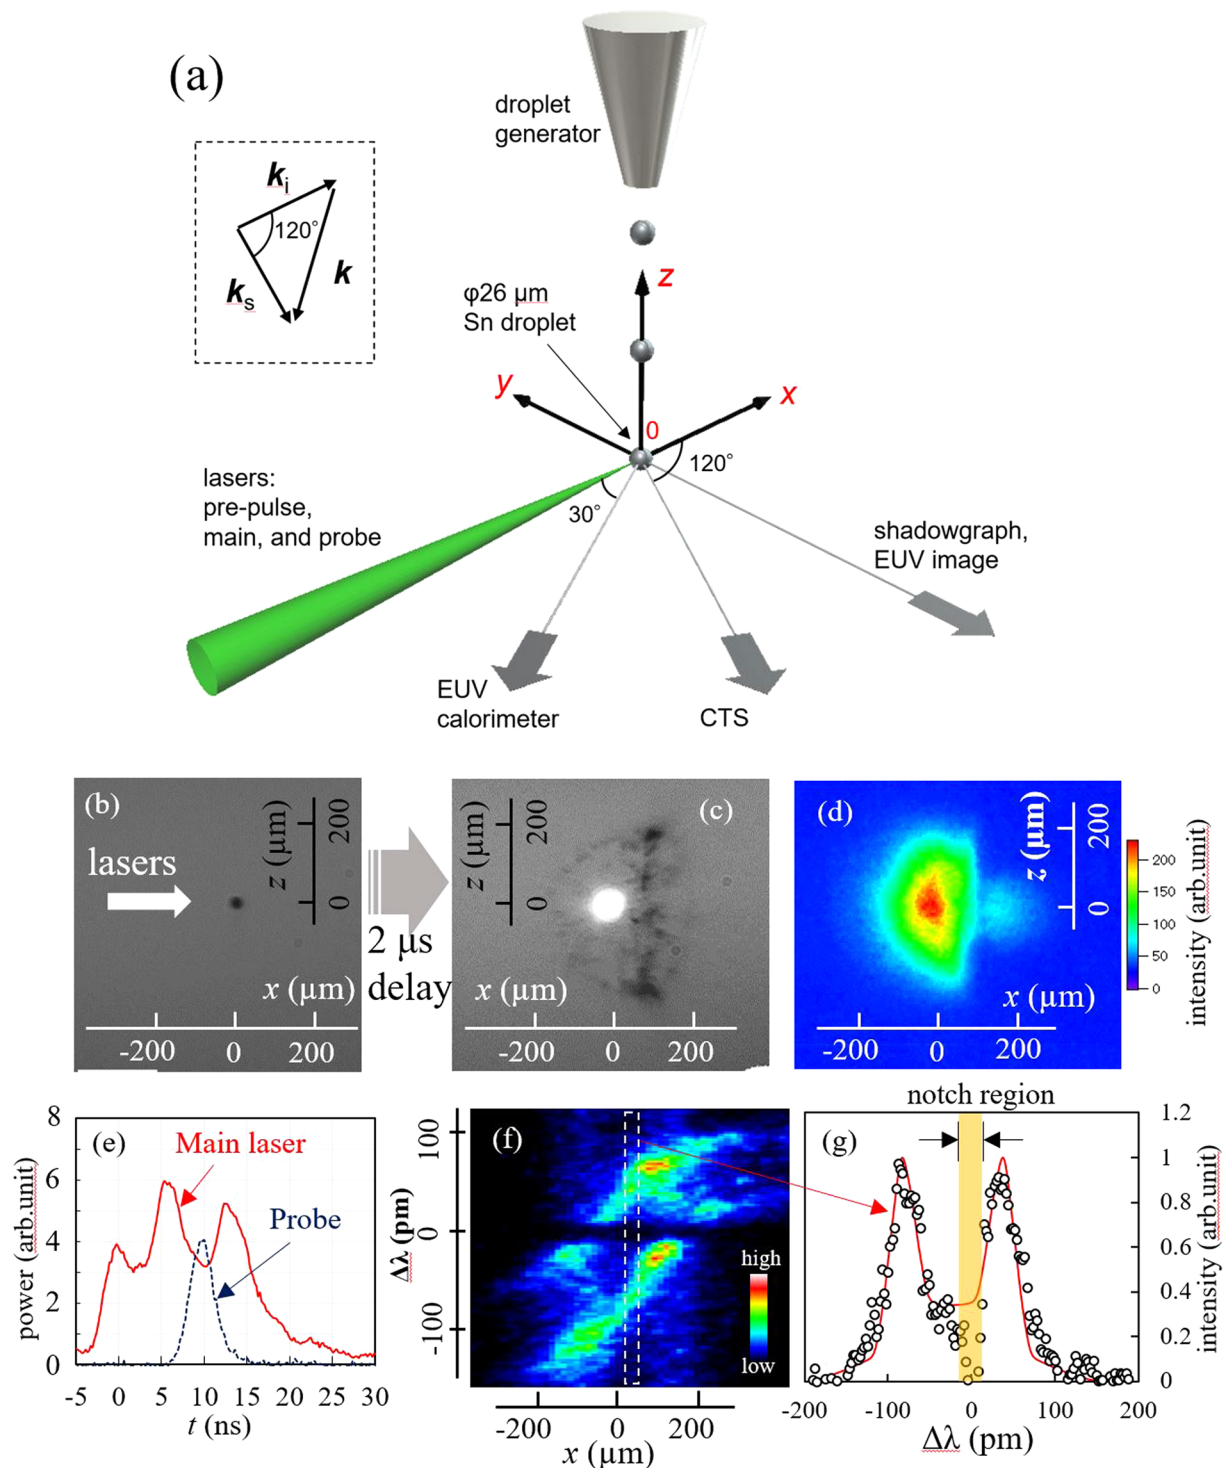 (a)
droplet
generator
k_i
120°
k_s
k
φ26 µm
Sn droplet
z
y
x
0
120°
30°
lasers:
pre-pulse,
main, and probe
shadowgraph,
EUV image
EUV
calorimeter
CTS
(b)
lasers
z (µm)
200
0
x (µm)
-200 0 200
2 µs
delay
(c)
z (µm)
200
0
x (µm)
-200 0 200
(d)
z (µm)
200
0
x (µm)
-200 0 200
200
150
100
50
0
intensity (arb.unit)
(e)
Main laser
Probe
power (arb.unit)
8
6
4
2
0
-5 0 5 10 15 20 25 30
t (ns)
(f)
Δλ (pm)
100
0
-100
high
low
-200 0 200
x (µm)
notch region
(g)
1.2
1
0.8
0.6
0.4
0.2
0
intensity (arb.unit)
-200 -100 0 100 200
Δλ (pm)